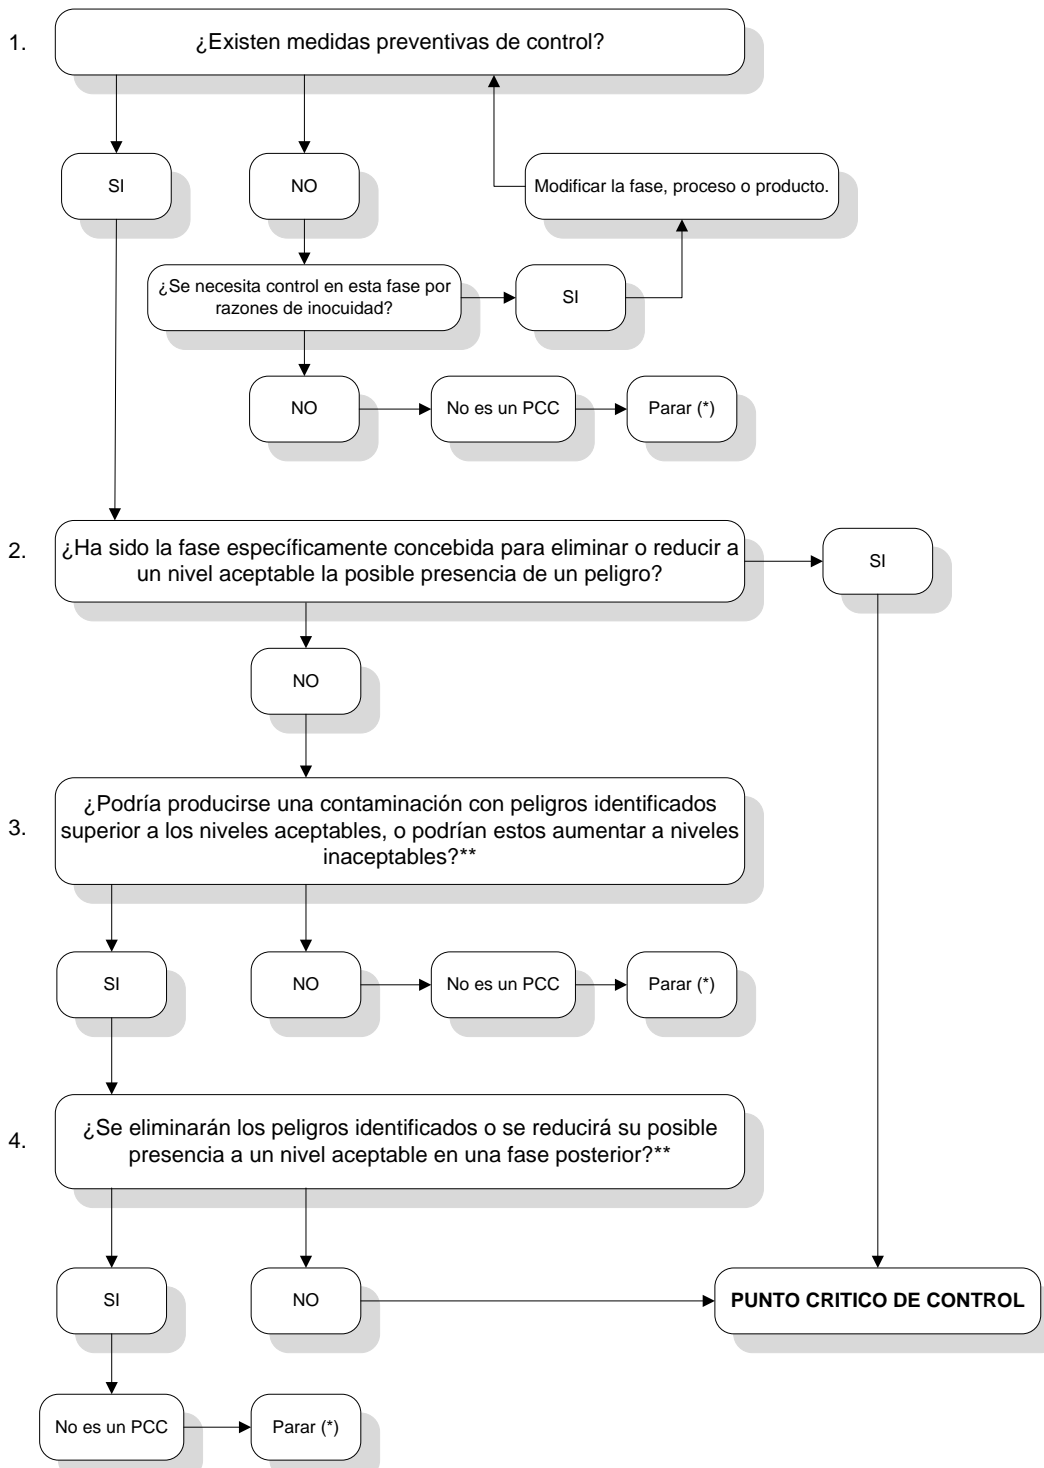 1.
¿Existen medidas preventivas de control?
SI
NO
Modificar la fase, proceso o producto.
¿Se necesita control en esta fase por
razones de inocuidad?
SI
NO
No es un PCC
Parar (*)
2.
¿Ha sido la fase específicamente concebida para eliminar o reducir a
un nivel aceptable la posible presencia de un peligro?
SI
NO
3.
¿Podría producirse una contaminación con peligros identificados
superior a los niveles aceptables, o podrían estos aumentar a niveles
inaceptables?**
SI
NO
No es un PCC
Parar (*)
4.
¿Se eliminarán los peligros identificados o se reducirá su posible
presencia a un nivel aceptable en una fase posterior?**
SI
NO
PUNTO CRITICO DE CONTROL
No es un PCC
Parar (*)